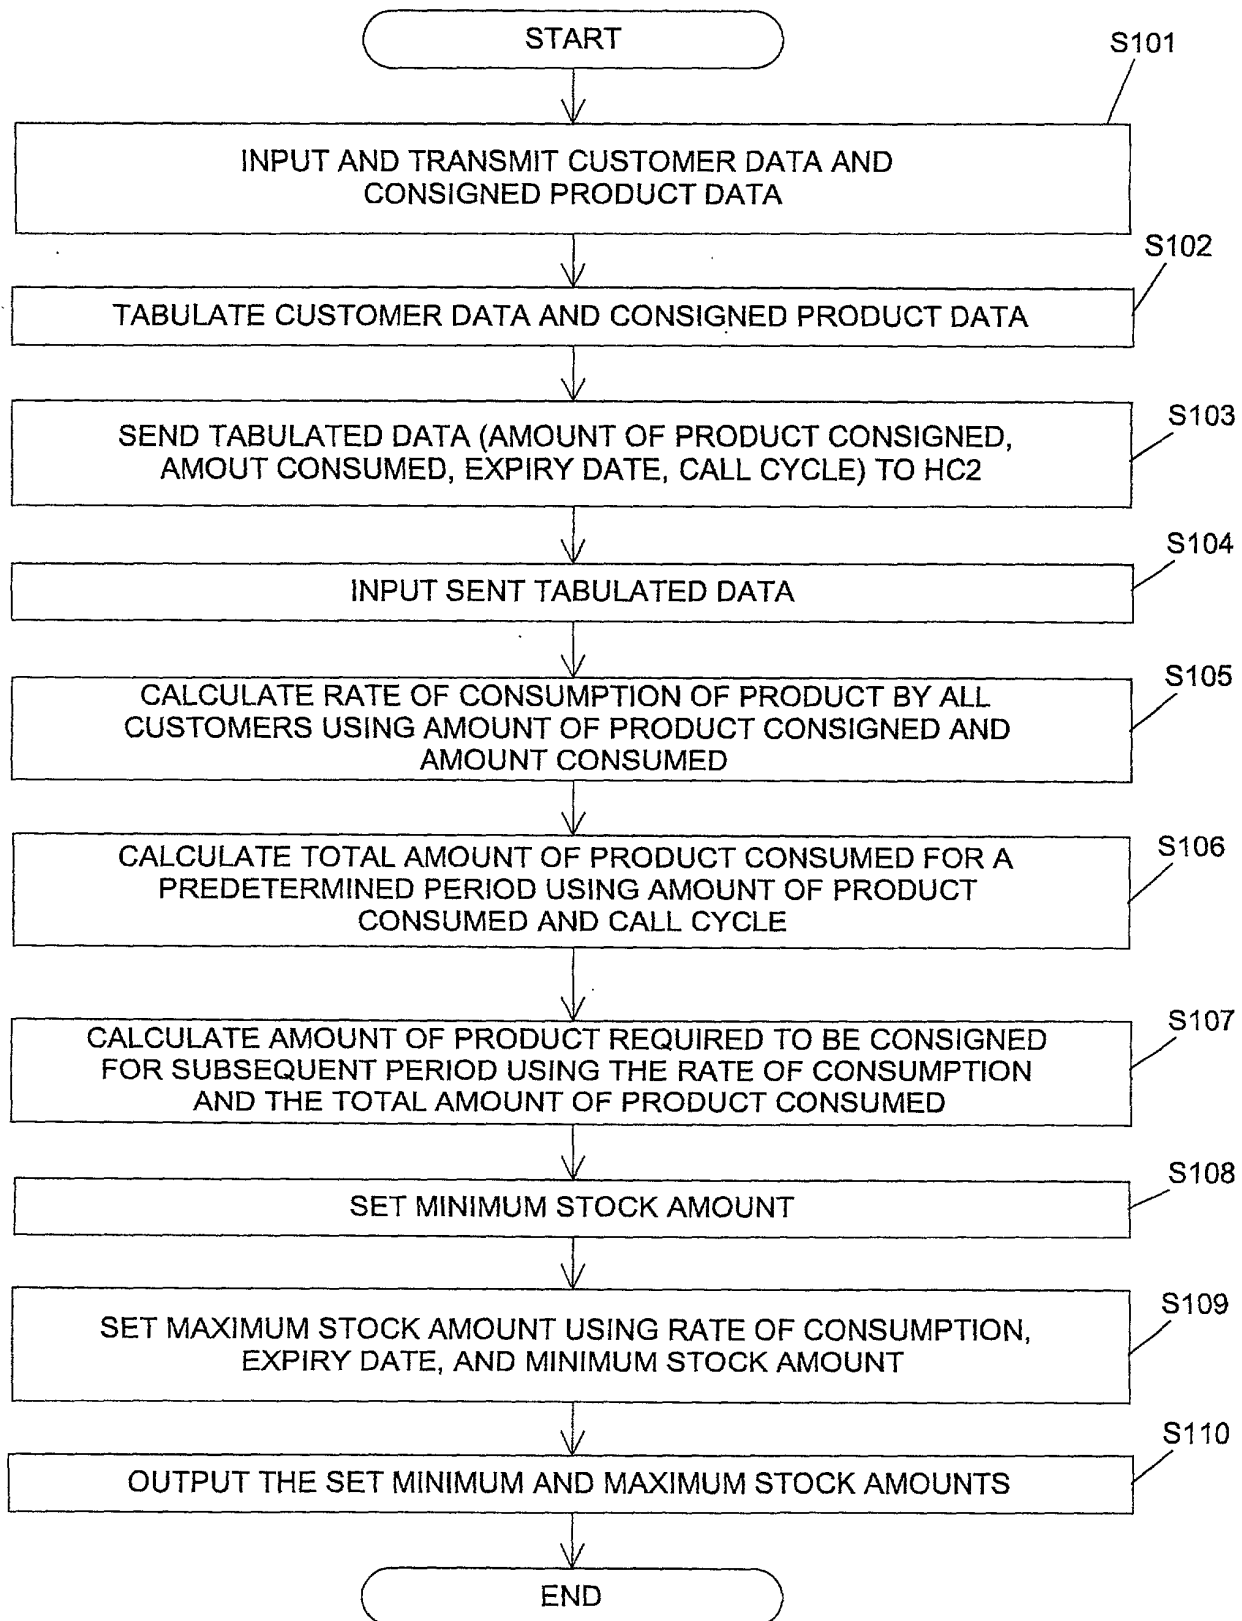 START
S101
INPUT AND TRANSMIT CUSTOMER DATA AND
CONSIGNED PRODUCT DATA
S102
TABULATE CUSTOMER DATA AND CONSIGNED PRODUCT DATA
S103
SEND TABULATED DATA (AMOUNT OF PRODUCT CONSIGNED,
AMOUT CONSUMED, EXPIRY DATE, CALL CYCLE) TO HC2
S104
INPUT SENT TABULATED DATA
S105
CALCULATE RATE OF CONSUMPTION OF PRODUCT BY ALL
CUSTOMERS USING AMOUNT OF PRODUCT CONSIGNED AND
AMOUNT CONSUMED
S106
CALCULATE TOTAL AMOUNT OF PRODUCT CONSUMED FOR A
PREDETERMINED PERIOD USING AMOUNT OF PRODUCT
CONSUMED AND CALL CYCLE
S107
CALCULATE AMOUNT OF PRODUCT REQUIRED TO BE CONSIGNED
FOR SUBSEQUENT PERIOD USING THE RATE OF CONSUMPTION
AND THE TOTAL AMOUNT OF PRODUCT CONSUMED
S108
SET MINIMUM STOCK AMOUNT
S109
SET MAXIMUM STOCK AMOUNT USING RATE OF CONSUMPTION,
EXPIRY DATE, AND MINIMUM STOCK AMOUNT
S110
OUTPUT THE SET MINIMUM AND MAXIMUM STOCK AMOUNTS
END